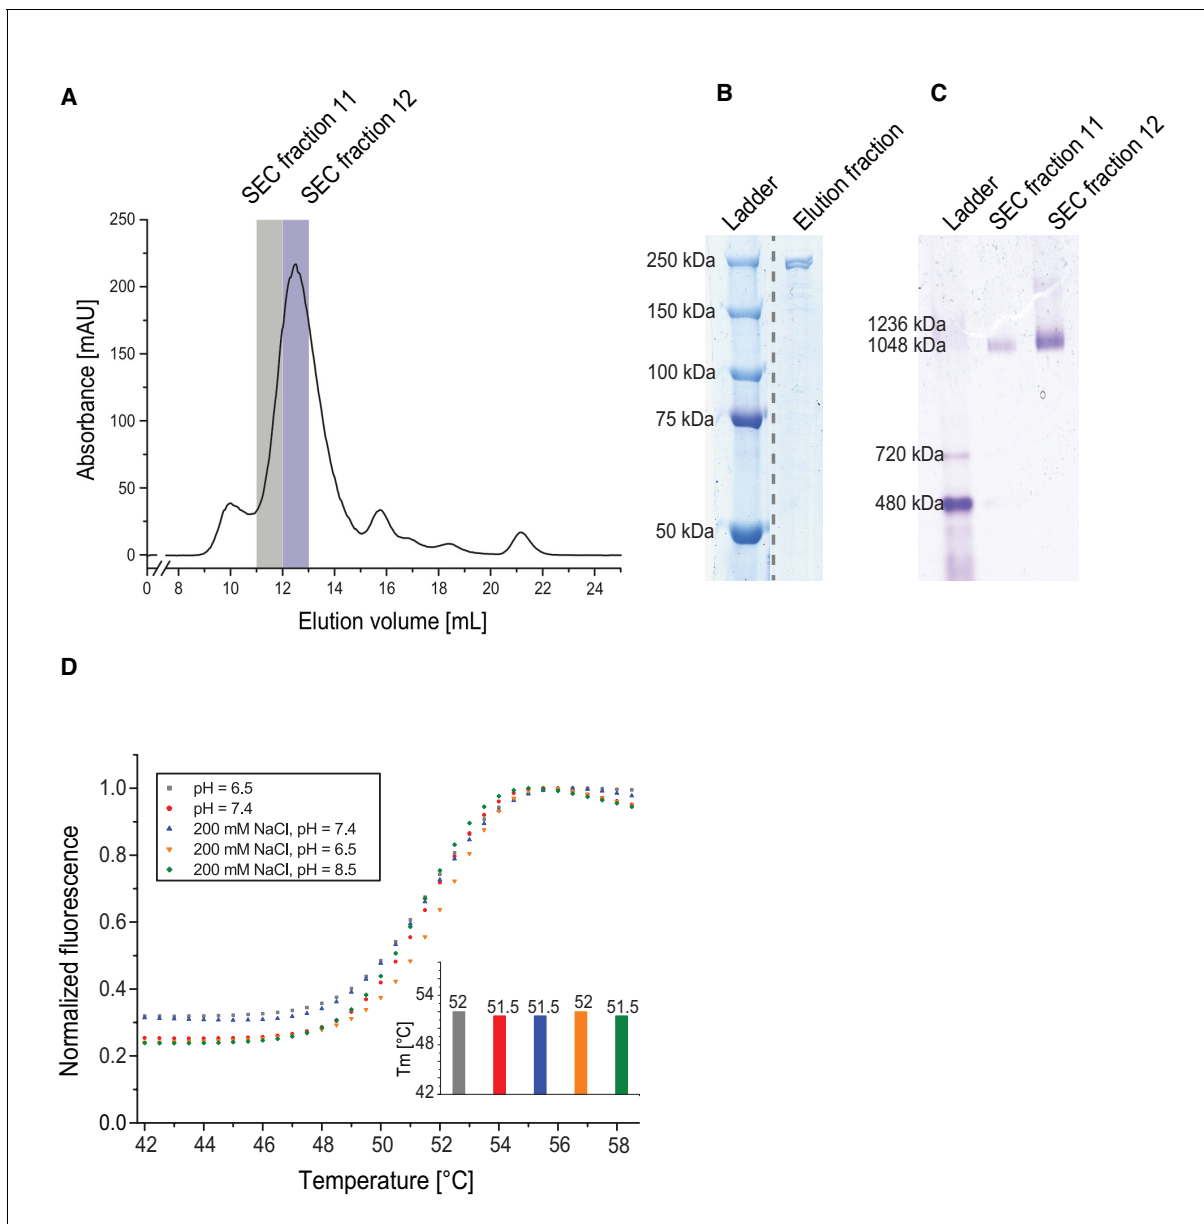 A
SEC fraction 11
SEC fraction 12
250
200
150
100
50
0
Absorbance [mAU]
0 8 10 12 14 16 18 20 22 24
Elution volume [mL]
B
Ladder
Elution fraction
250 kDa
150 kDa
100 kDa
75 kDa
50 kDa
C
Ladder
SEC fraction 11
SEC fraction 12
1236 kDa
1048 kDa
720 kDa
480 kDa
D
pH = 6.5
pH = 7.4
200 mM NaCl, pH = 7.4
200 mM NaCl, pH = 6.5
200 mM NaCl, pH = 8.5
1.0
0.8
0.6
0.4
0.2
0.0
Normalized fluorescence
42 44 46 48 50 52 54 56 58
Temperature [°C]
54
48
42
Tm [°C]
52 51.5 51.5 52 51.5